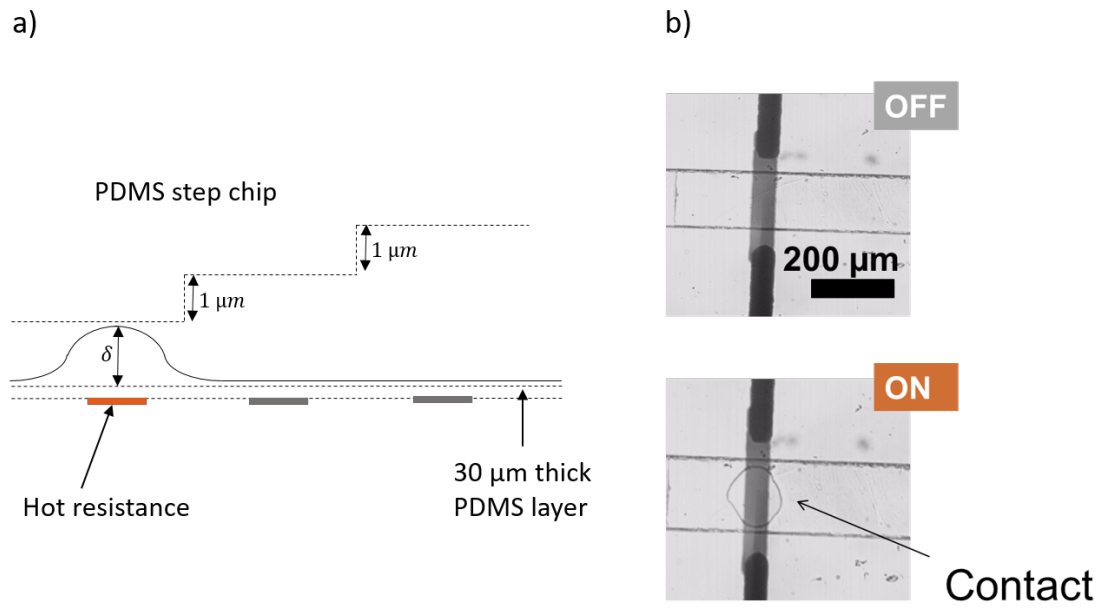 a)
PDMS step chip
1 μm
1 μm
δ
Hot resistance
30 μm thick
PDMS layer
b)
OFF
200 μm
ON
Contact